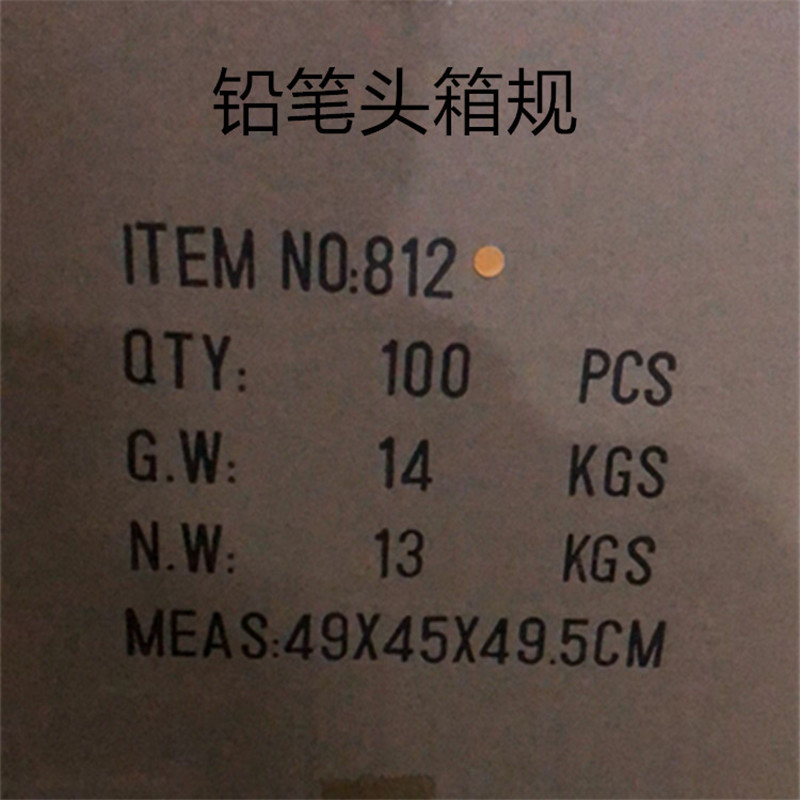 铅笔头箱规
ITEM NO:812
QTY: 100 PCS
G.W: 14 KGS
N.W: 13 KGS
MEAS:49X45X49.5CM